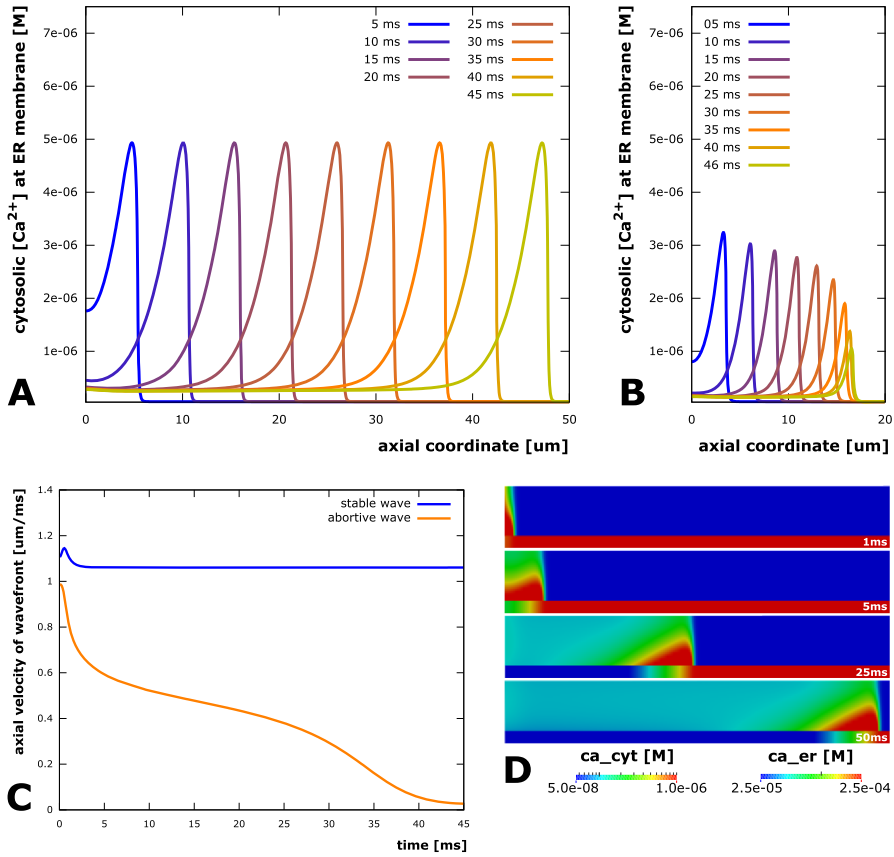 cytosolic [Ca2+] at ER membrane [M]
7e-06
6e-06
5e-06
4e-06
3e-06
2e-06
1e-06
5 ms
10 ms
15 ms
20 ms
25 ms
30 ms
35 ms
40 ms
45 ms
A
0 10 20 30 40 50
axial coordinate [um]
cytosolic [Ca2+] at ER membrane [M]
7e-06
6e-06
5e-06
4e-06
3e-06
2e-06
1e-06
05 ms
10 ms
15 ms
20 ms
25 ms
30 ms
35 ms
40 ms
46 ms
B
0 10 20
axial coordinate [um]
axial velocity of wavefront [um/ms]
1.4
1.2
1
0.8
0.6
0.4
0.2
0
stable wave
abortive wave
C
0 5 10 15 20 25 30 35 40 45
time [ms]
1ms
5ms
25ms
50ms
D
ca_cyt [M]
5.0e-08 1.0e-06
ca_er [M]
2.5e-05 2.5e-04